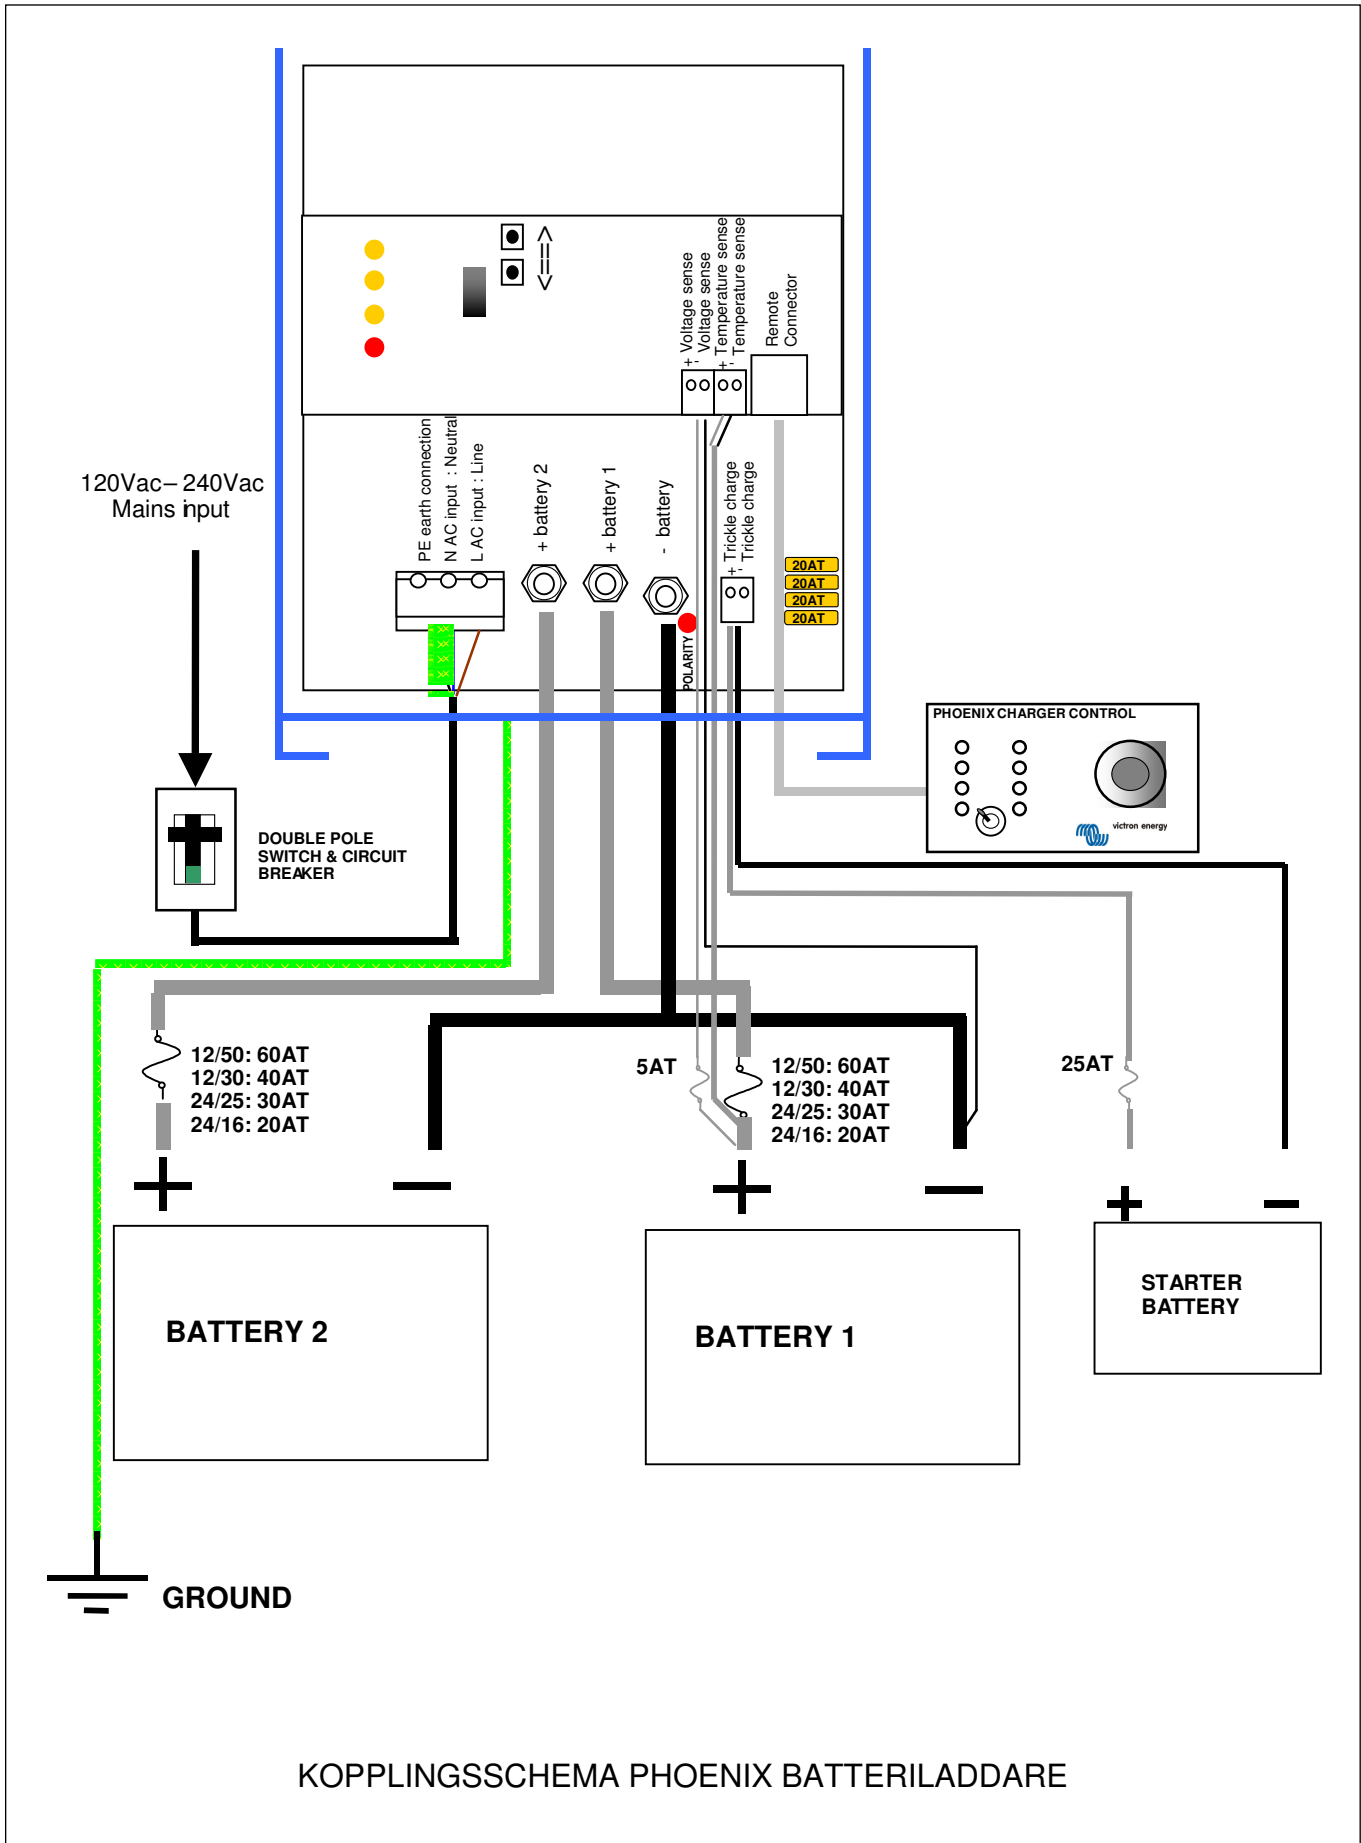 <==>
+ Voltage sense
- Voltage sense
+ Temperature sense
- Temperature sense
Remote
Connector
120Vac– 240Vac
Mains input
PE earth connection
N AC input : Neutral
L AC input : Line
+ battery 2
+ battery 1
- battery
+ Trickle charge
- Trickle charge
20AT
20AT
20AT
20AT
POLARITY
PHOENIX CHARGER CONTROL
victron energy
DOUBLE POLE
SWITCH & CIRCUIT
BREAKER
12/50: 60AT
12/30: 40AT
24/25: 30AT
24/16: 20AT
5AT
12/50: 60AT
12/30: 40AT
24/25: 30AT
24/16: 20AT
25AT
BATTERY 2
BATTERY 1
STARTER
BATTERY
GROUND
KOPPLINGSSCHEMA PHOENIX BATTERILADDARE